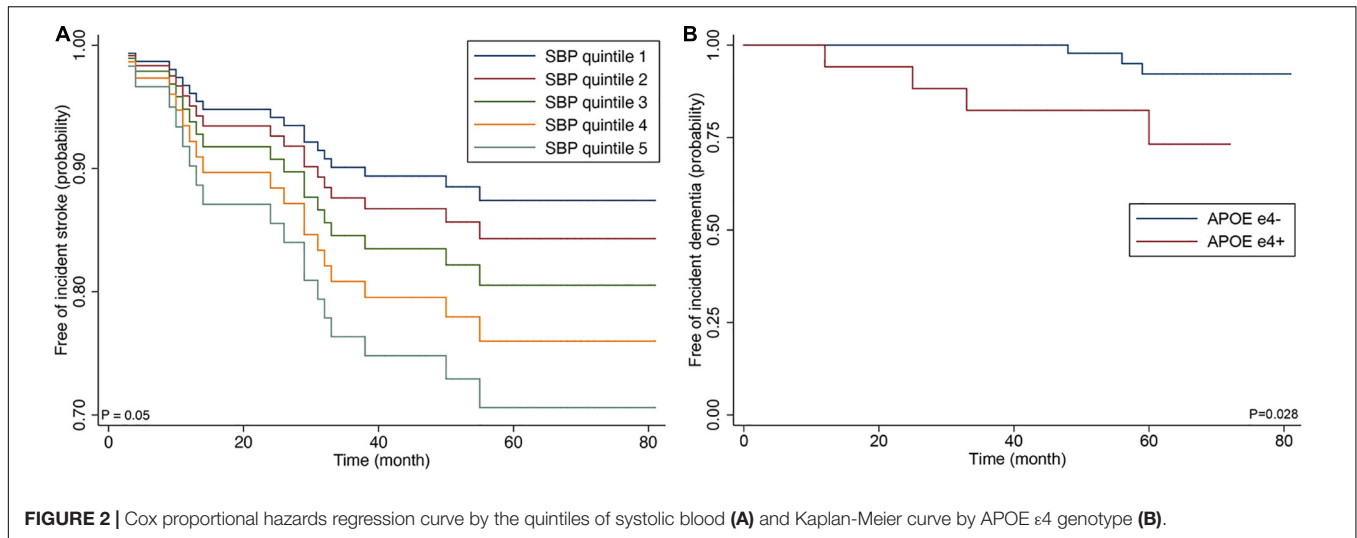 A
Free of incident stroke (probability)
1.00
0.90
0.80
0.70
SBP quintile 1
SBP quintile 2
SBP quintile 3
SBP quintile 4
SBP quintile 5
P = 0.05
0 20 40 60 80
Time (month)
B
Free of incident dementia (probability)
1.00
0.75
0.50
0.25
0.00
APOE e4-
APOE e4+
P=0.028
0 20 40 60 80
Time (month)
FIGURE 2 | Cox proportional hazards regression curve by the quintiles of systolic blood (A) and Kaplan-Meier curve by APOE ε4 genotype (B).